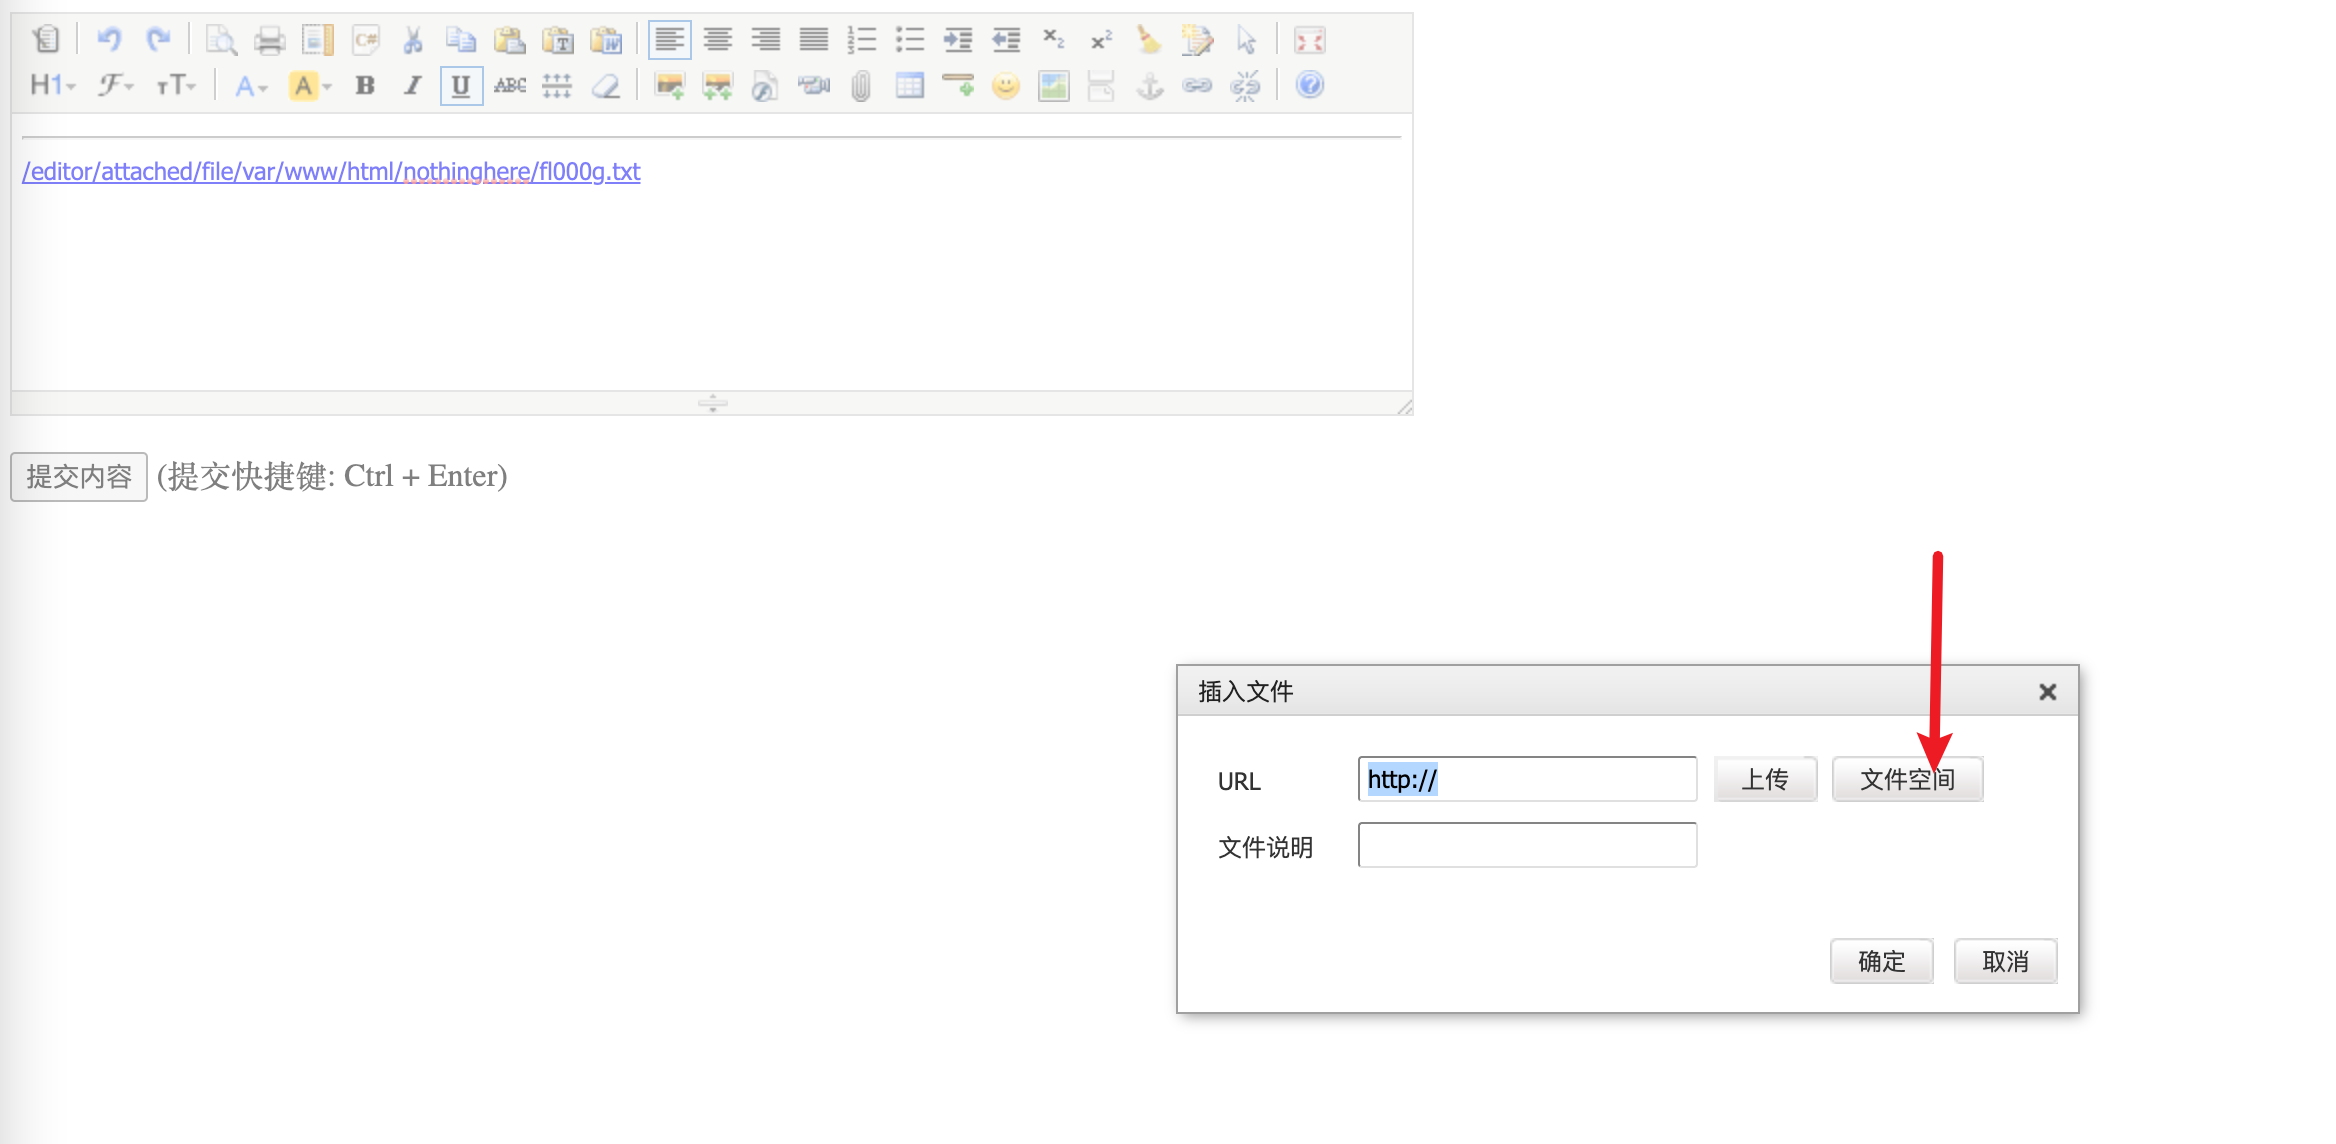 /editor/attached/file/var/www/html/nothinghere/fl000g.txt
提交内容 (提交快捷键: Ctrl + Enter)
插入文件
URL http:// 上传 文件空间
文件说明
确定 取消